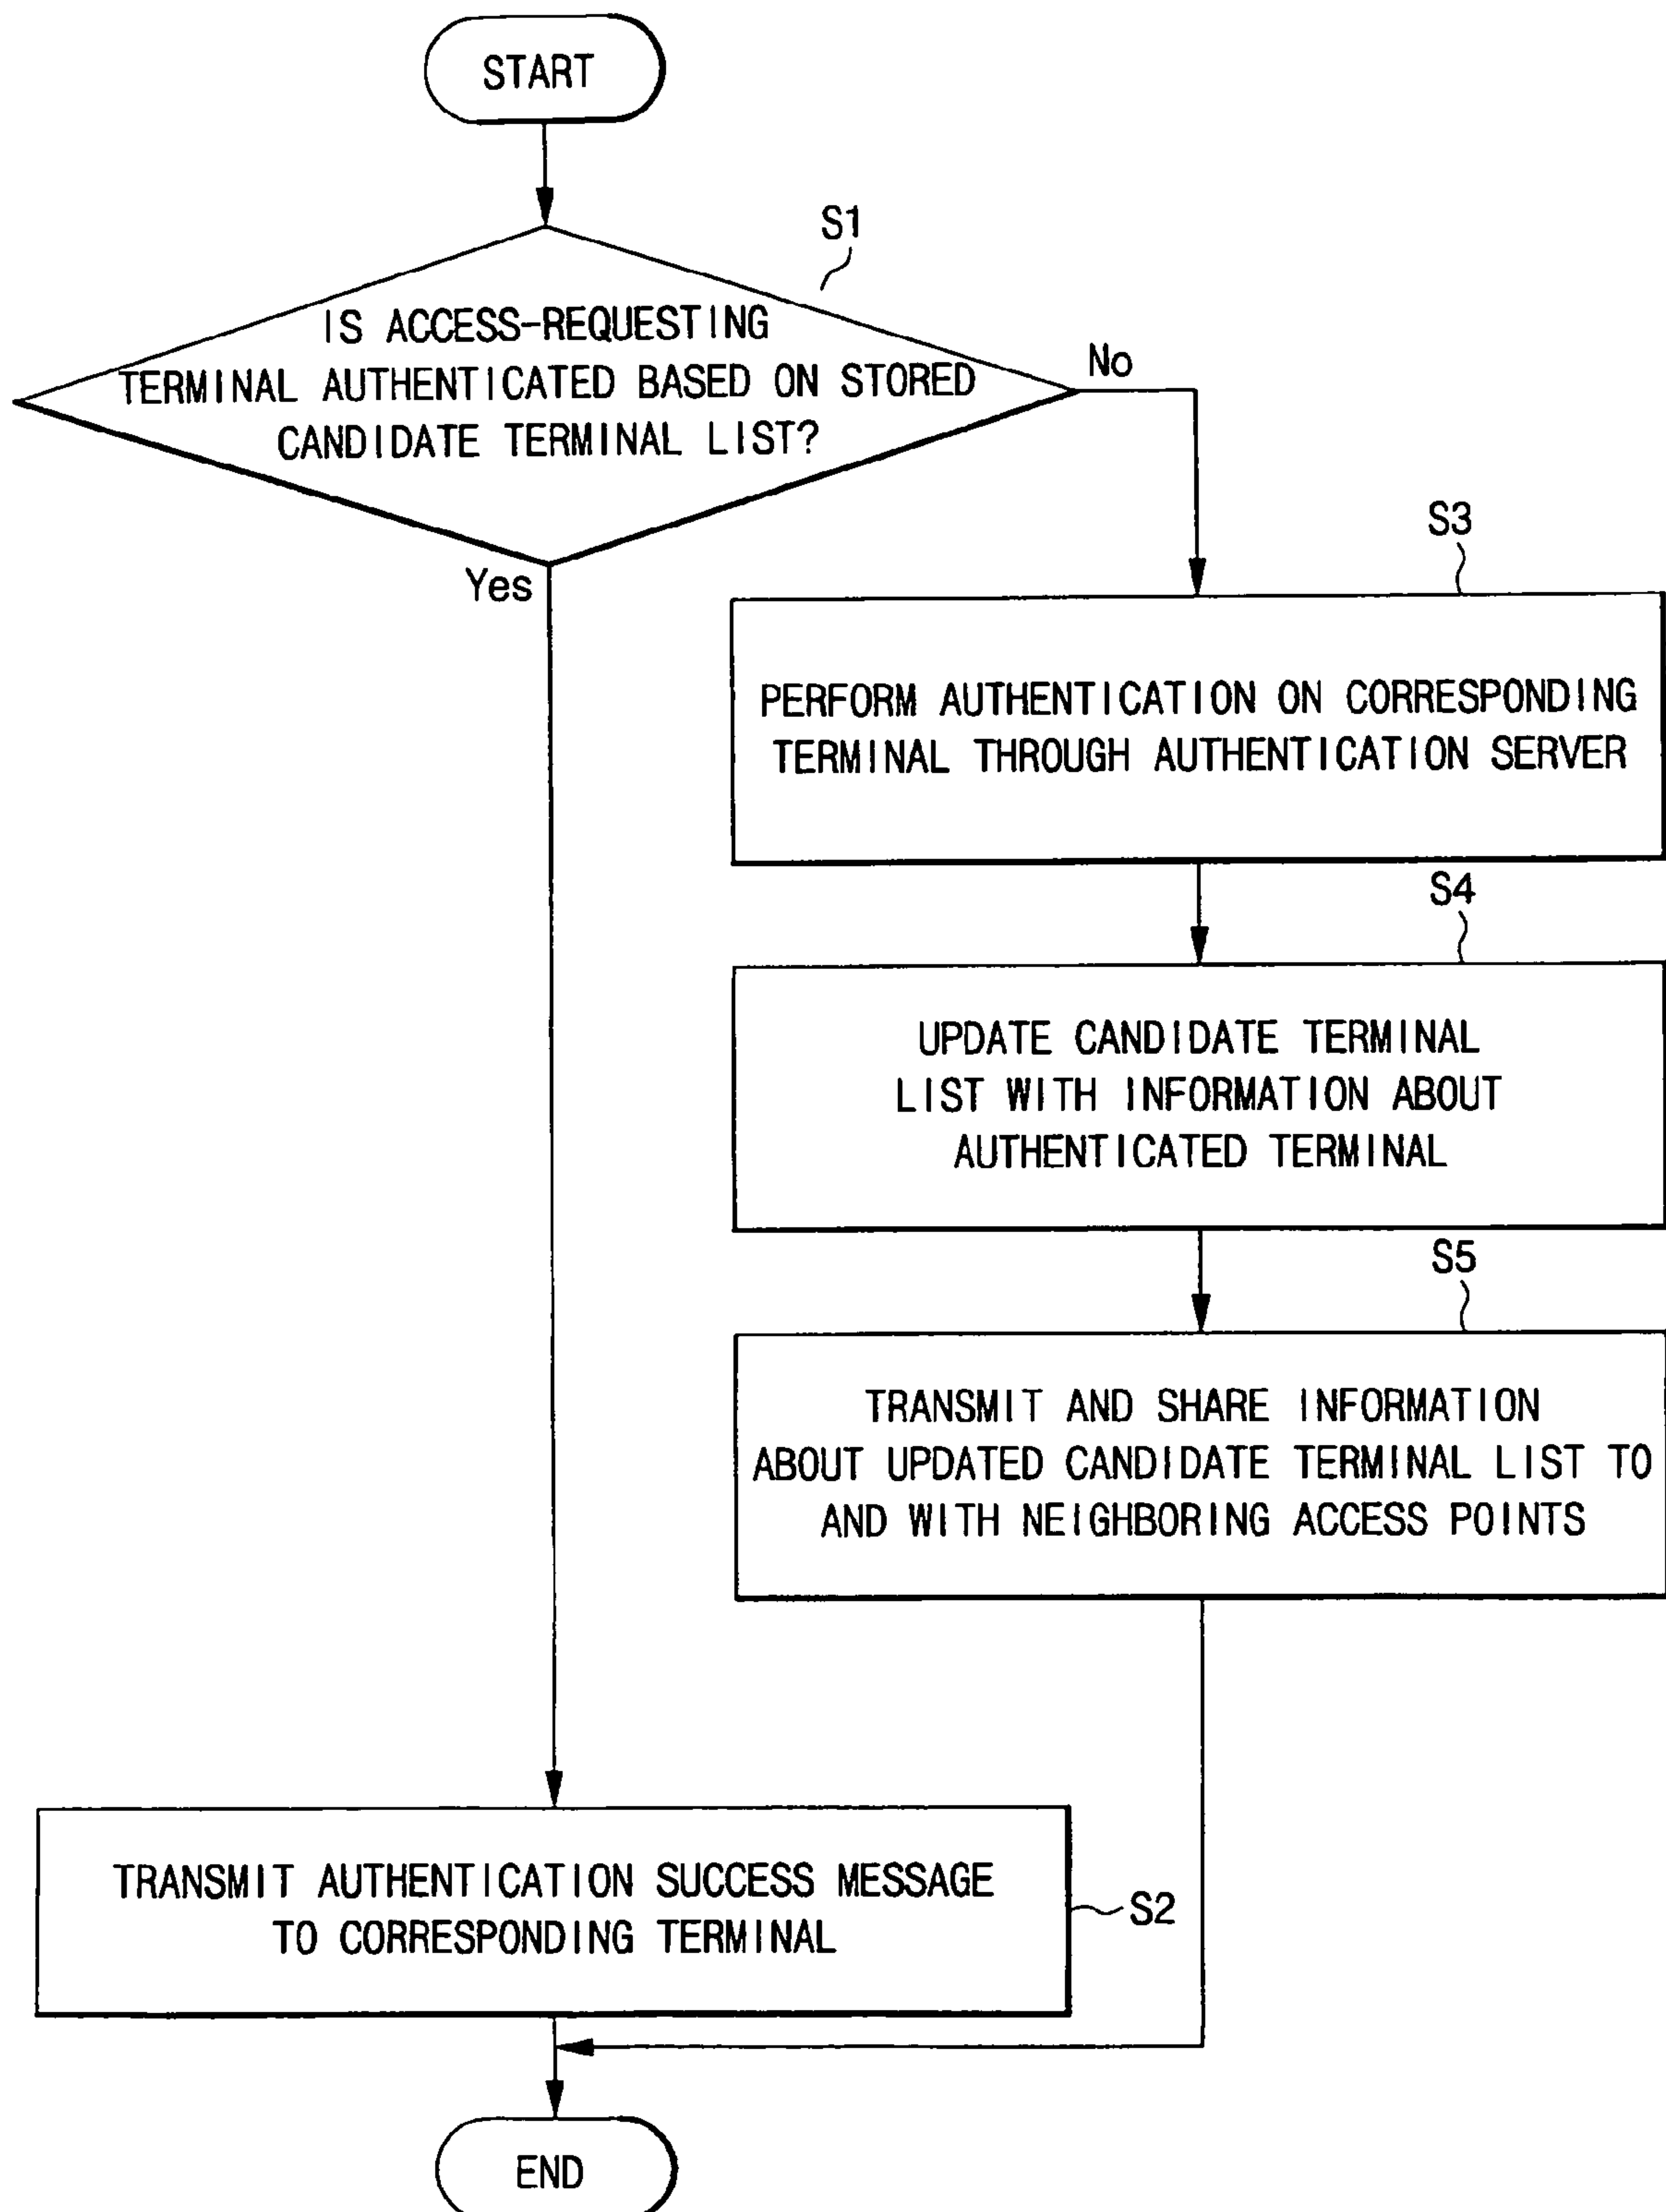 START
S1
IS ACCESS-REQUESTING
TERMINAL AUTHENTICATED BASED ON STORED
CANDIDATE TERMINAL LIST?
No
Yes
S3
PERFORM AUTHENTICATION ON CORRESPONDING
TERMINAL THROUGH AUTHENTICATION SERVER
S4
UPDATE CANDIDATE TERMINAL
LIST WITH INFORMATION ABOUT
AUTHENTICATED TERMINAL
S5
TRANSMIT AND SHARE INFORMATION
ABOUT UPDATED CANDIDATE TERMINAL LIST TO
AND WITH NEIGHBORING ACCESS POINTS
TRANSMIT AUTHENTICATION SUCCESS MESSAGE
TO CORRESPONDING TERMINAL
S2
END